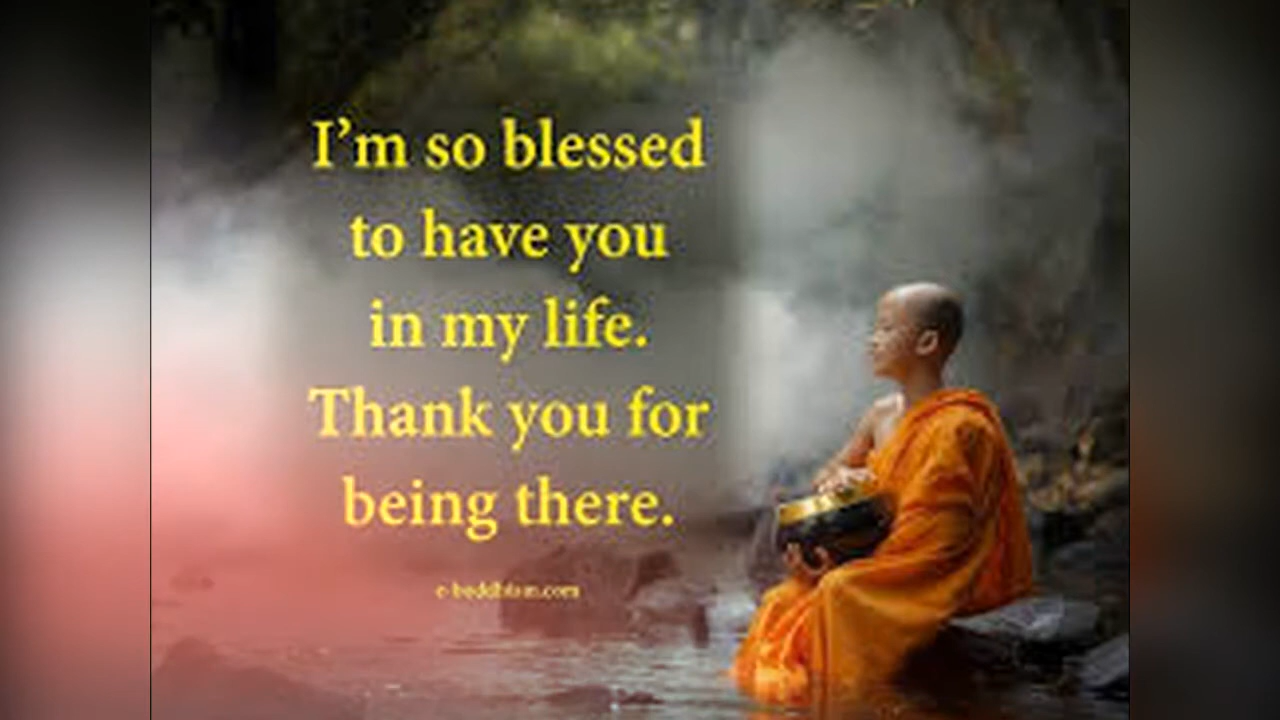 I'm so blessed
to have you
in my life.
Thank you for
being there.
e-buddhism.com